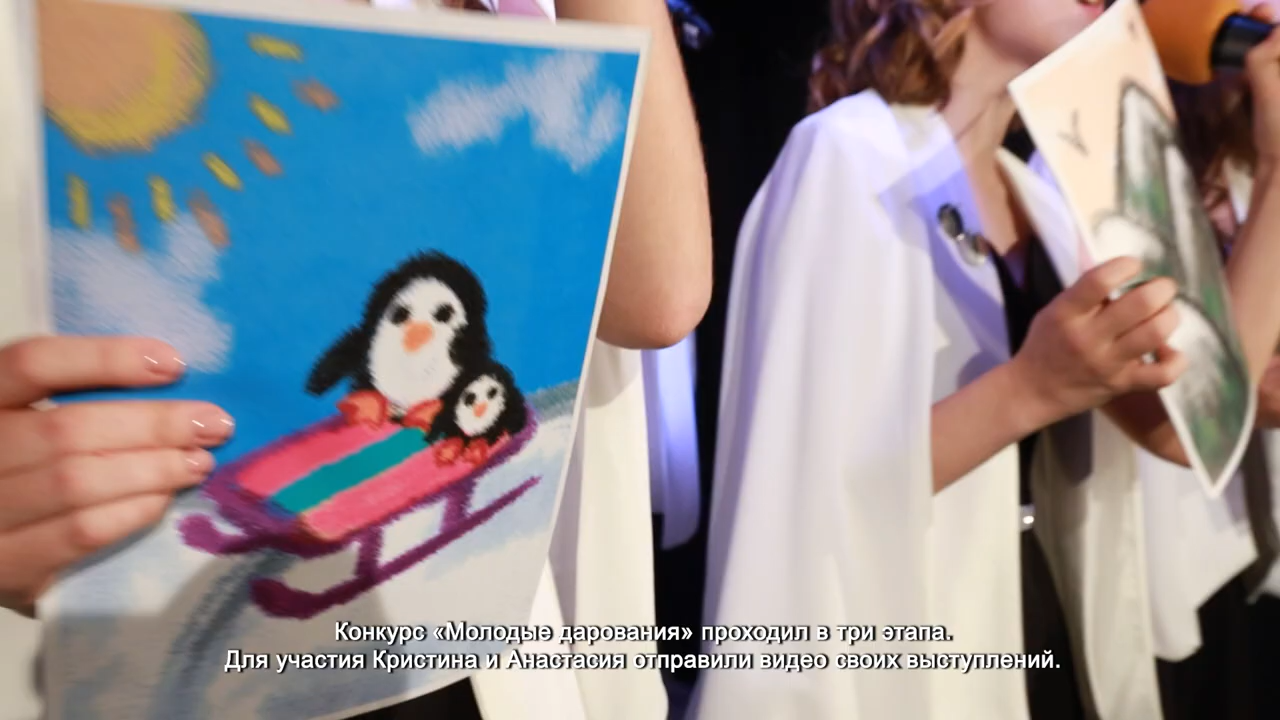 Конкурс «Молодые дарования» проходил в три этапа.
Для участия Кристина и Анастасия отправили видео своих выступлений.